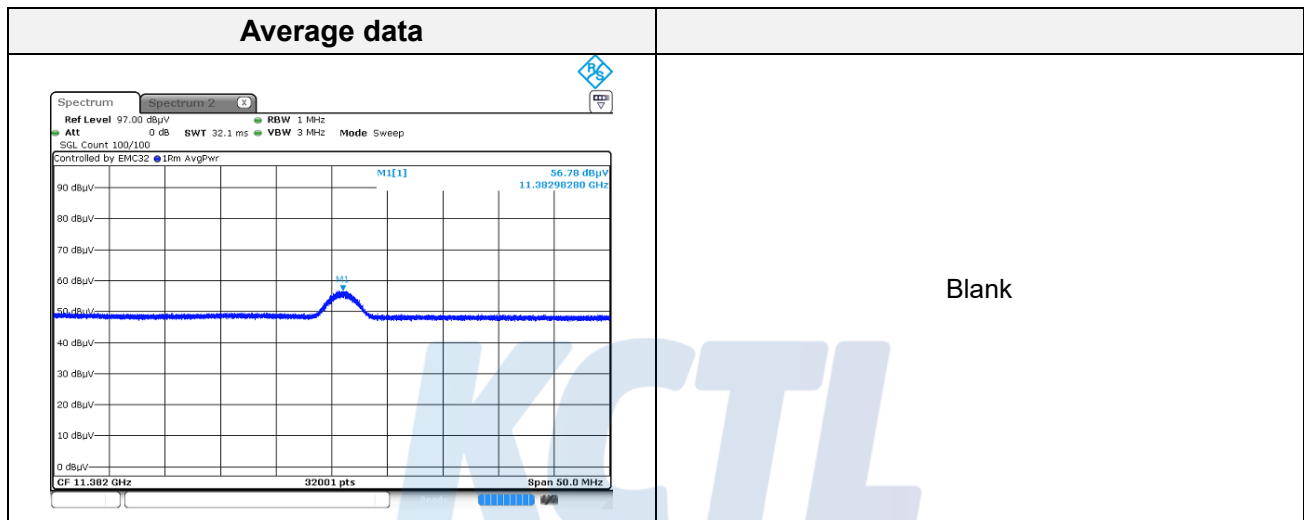 Average data
R&S
Spectrum Spectrum 2 X
Ref Level 97.00 dBµV RBW 1 MHz
Att 0 dB SWT 32.1 ms VBW 3 MHz Mode Sweep
SGL Count 100/100
Controlled by EMC32 1Rm AvgPwr
M1[1] 56.78 dBµV
11.38298280 GHz
90 dBµV
80 dBµV
70 dBµV
60 dBµV
M1
50 dBµV
40 dBµV
30 dBµV
20 dBµV
10 dBµV
0 dBµV
CF 11.382 GHz 32001 pts Span 50.0 MHz
Ready
Blank
KCTL